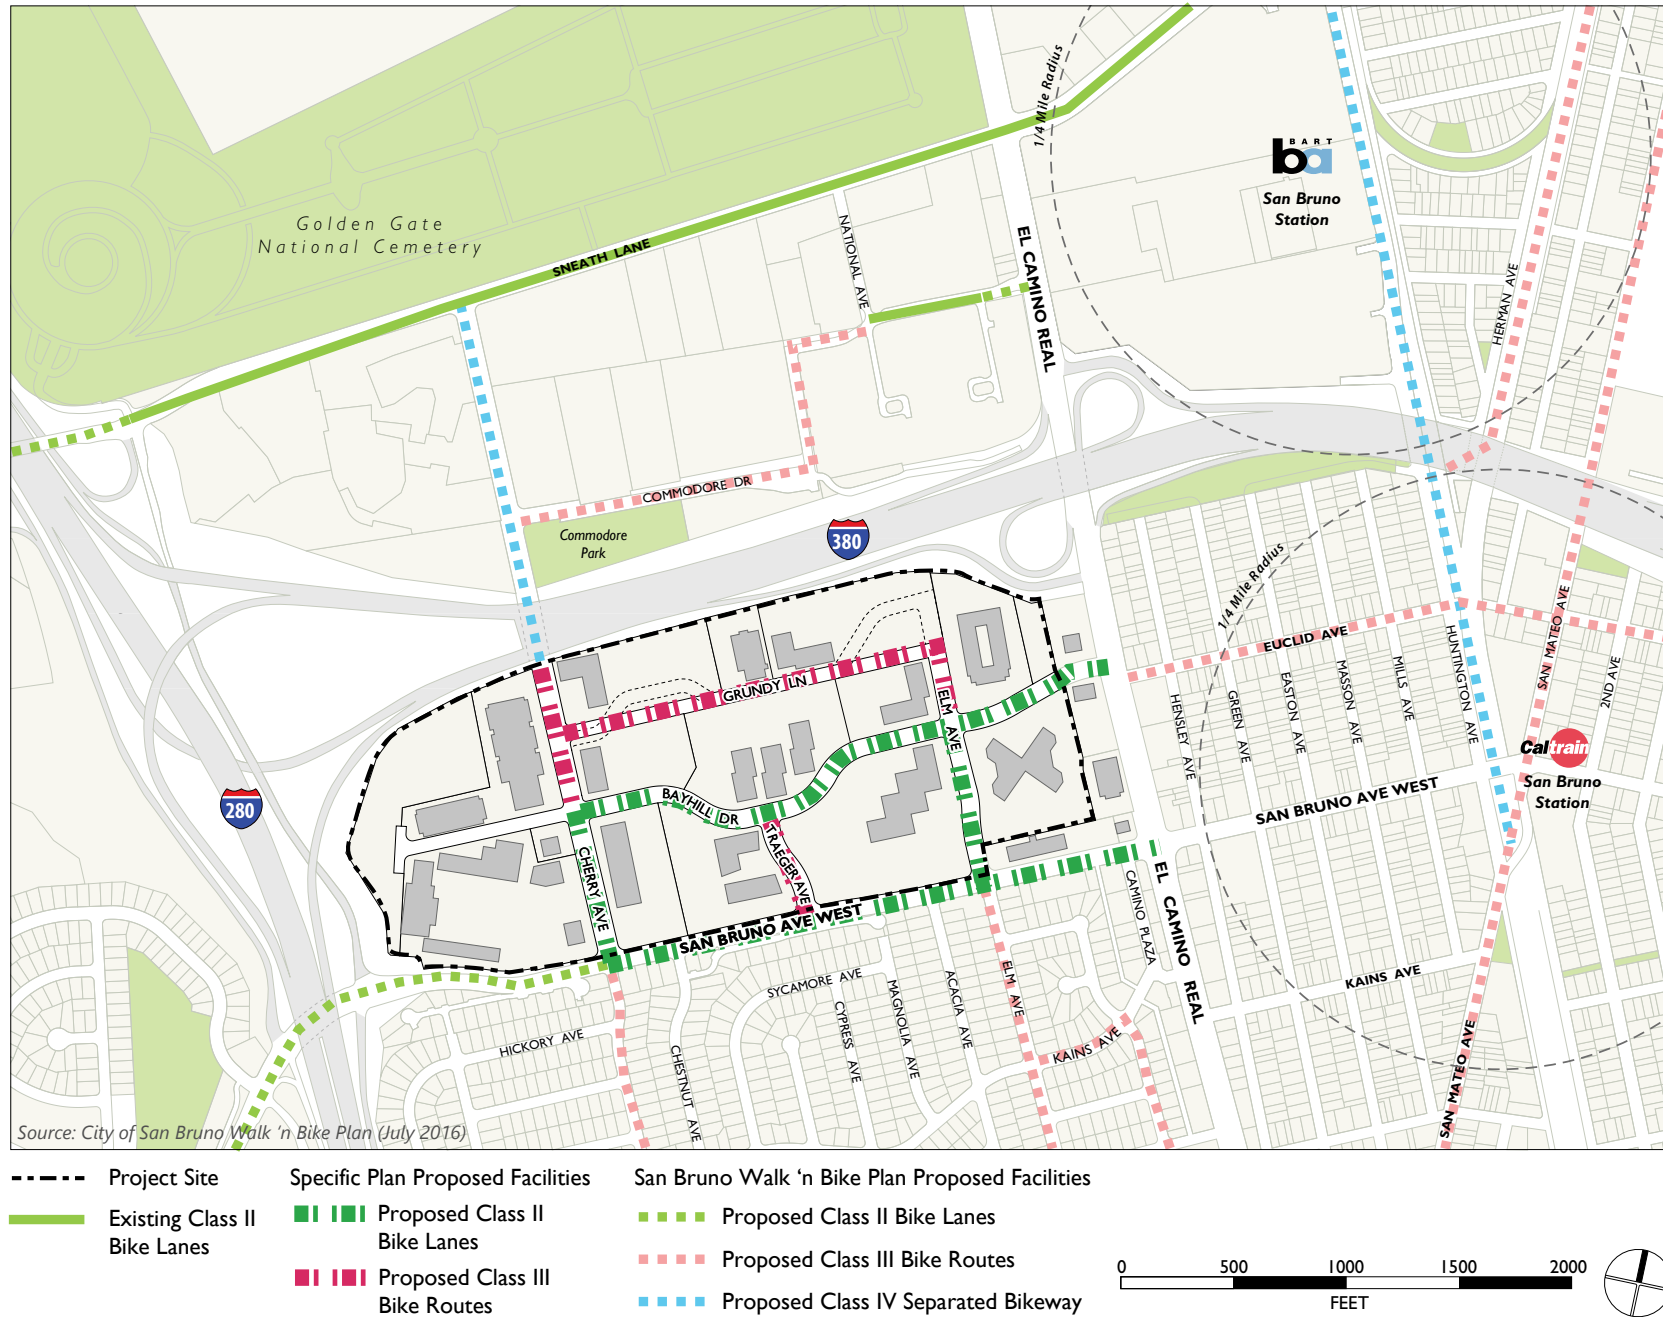 1/4 Mile Radius
BART
ba
San Bruno
Station
Golden Gate
National Cemetery
SNEATH LANE
NATIONAL AVE
EL CAMINO REAL
HERMAN AVE
COMMODORE DR
Commodore
Park
380
1/4 Mile Radius
EUCLID AVE
SAN MATEO AVE
HUNTINGTON AVE
2ND AVE
MILLS AVE
MASSON AVE
EASTON AVE
GREEN AVE
HENSLEY AVE
GRUNDY LN
ELM AVE
Caltrain
San Bruno
Station
280
BAYHILL DR
SAN BRUNO AVE WEST
TRAEGER AVE
CHERRY AVE
SAN BRUNO AVE WEST
CAMINO PLAZA
EL CAMINO REAL
KAINS AVE
SYCAMORE AVE
CYPRESS AVE
MAGNOLIA AVE
ACACIA AVE
ELM AVE
HICKORY AVE
CHESTNUT AVE
KAINS AVE
SAN MATEO AVE
Source: City of San Bruno Walk ‘n Bike Plan (July 2016)
Project Site
Existing Class II
Bike Lanes
Specific Plan Proposed Facilities
Proposed Class II
Bike Lanes
Proposed Class III
Bike Routes
San Bruno Walk ‘n Bike Plan Proposed Facilities
Proposed Class II Bike Lanes
Proposed Class III Bike Routes
Proposed Class IV Separated Bikeway
0 500 1000 1500 2000
FEET